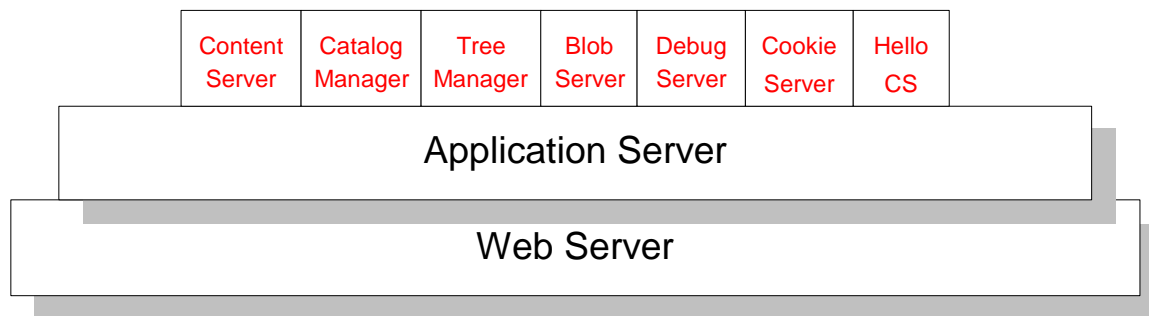 Content
Server
Catalog
Manager
Tree
Manager
Blob
Server
Debug
Server
Cookie
Server
Hello
CS
Application Server
Web Server